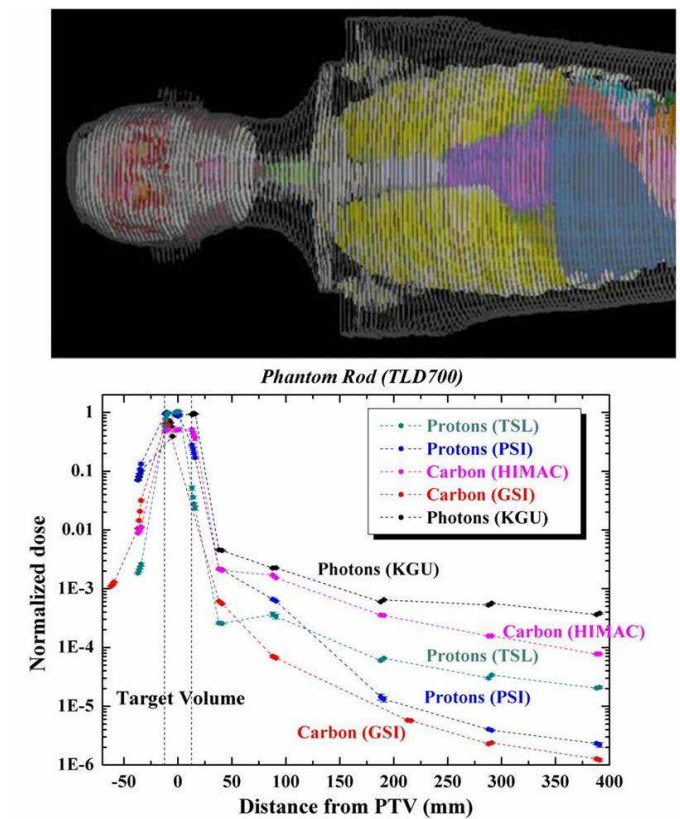 Phantom Rod (TLD700)
Normalized dose
1
0.1
0.01
1E-3
1E-4
1E-5
1E-6
Protons (TSL)
Protons (PSI)
Carbon (HIMAC)
Carbon (GSI)
Photons (KGU)
Photons (KGU)
Carbon (HIMAC)
Protons (TSL)
Target Volume
Protons (PSI)
Carbon (GSI)
-50 0 50 100 150 200 250 300 350 400
Distance from PTV (mm)